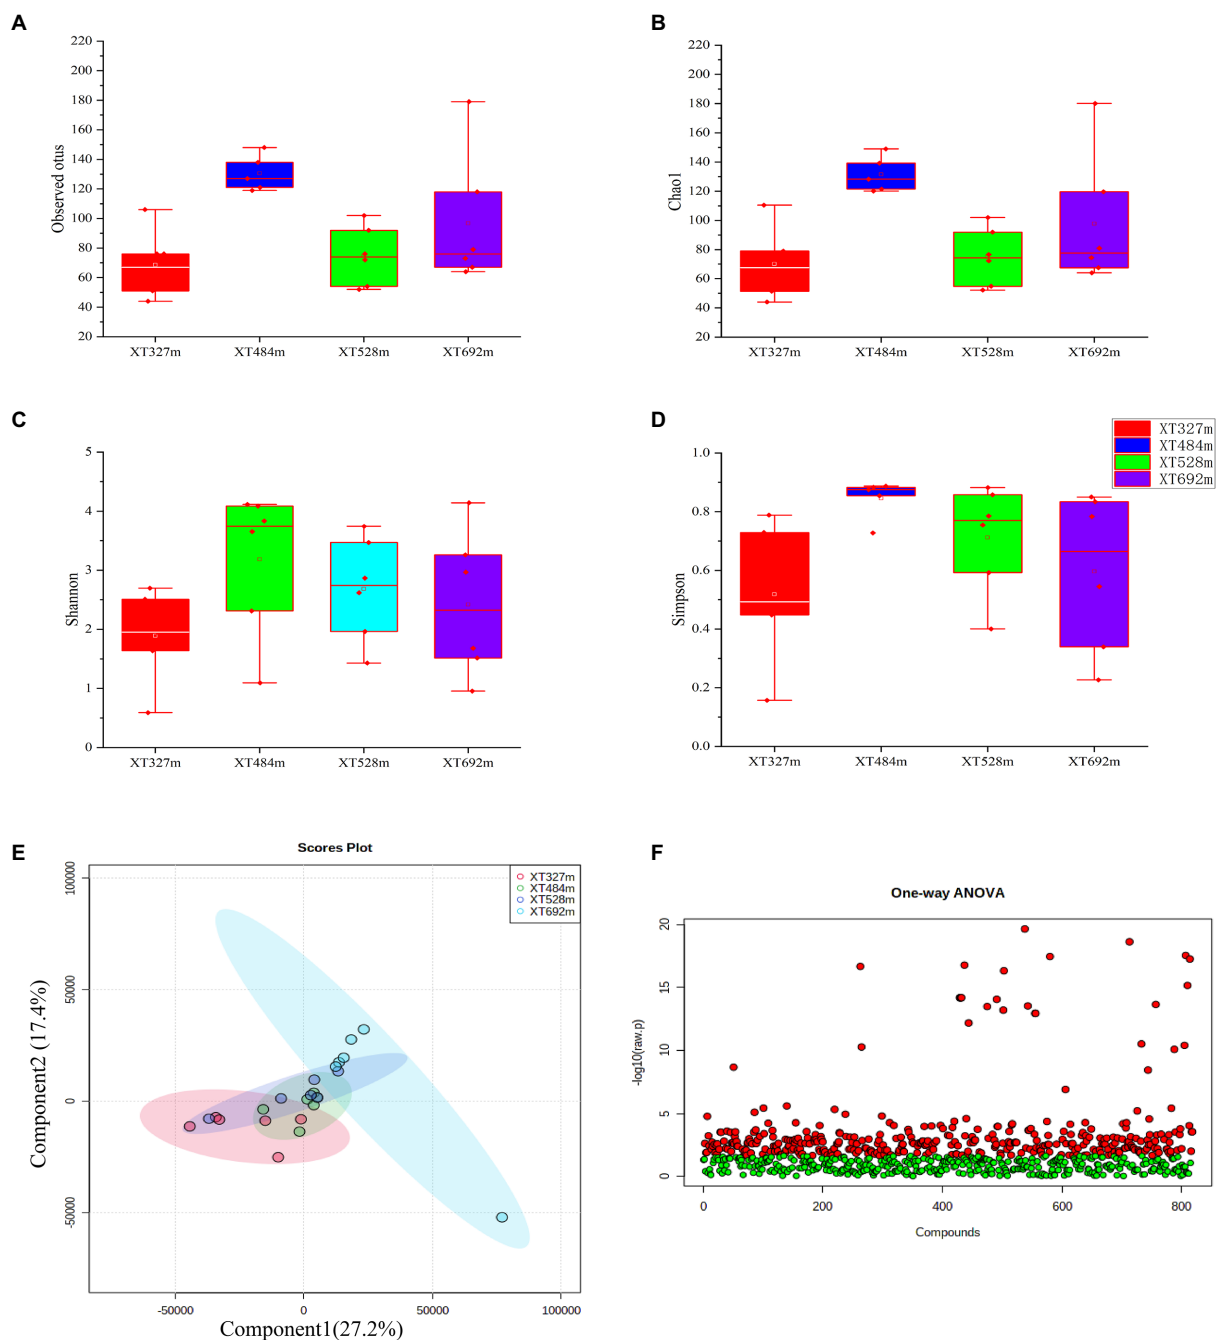 A
Observed otus
220
200
180
160
140
120
100
80
60
40
20
XT327m XT484m XT528m XT692m
B
Chao1
220
200
180
160
140
120
100
80
60
40
20
XT327m XT484m XT528m XT692m
C
Shannon
5
4
3
2
1
0
XT327m XT484m XT528m XT692m
D
XT327m
XT484m
XT528m
XT692m
Simpson
1.0
0.8
0.6
0.4
0.2
0.0
XT327m XT484m XT528m XT692m
E
Scores Plot
XT327m
XT484m
XT528m
XT692m
Component2 (17.4%)
100000
50000
0
-50000
-50000 0 50000 100000
Component1(27.2%)
F
One-way ANOVA
-log10(raw.p)
20
15
10
5
0
0 200 400 600 800
Compounds